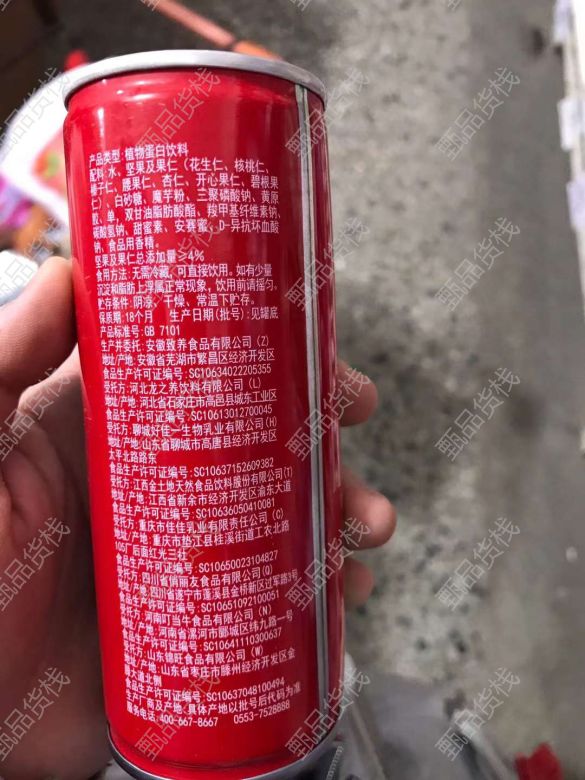 产品类型:植物蛋白饮料
配料:水、坚果及果仁(花生仁、核桃仁、
榛子仁、腰果仁、杏仁、开心果仁、碧根果
仁)、白砂糖、魔芋粉、三聚磷酸钠、黄原
胶、单,双甘油脂肪酸酯、羧甲基纤维素钠、
碳酸氢钠、甜蜜素、安赛蜜、D-异抗坏血酸
钠、食品用香精。
坚果及果仁总添加量≥4%
食用方法:无需冷藏,可直接饮用。如有少量
沉淀和脂肪上浮属正常现象,饮用前请摇匀。
贮存条件:阴凉、干燥、常温下贮存。
保质期:18个月 生产日期(批号):见罐底
产品标准号:GB 7101
生产并委托:安徽致养食品有限公司(Z)
地址/产地:安徽省芜湖市繁昌区经济开发区
食品生产许可证编号:SC10634022205355
受托方:河北龙之养饮料有限公司(L)
地址/产地:河北省石家庄市高邑县城东工业区
食品生产许可证编号:SC10613012700045
受托方:聊城好佳一生物乳业有限公司(H)
地址/产地:山东省聊城市高唐县经济开发区
太平北路路东
食品生产许可证编号:SC10637152609382
受托方:江西金土地天然食品饮料股份有限公司(T)
地址/产地:江西省新余市经济开发区渝东大道
食品生产许可证编号:SC10636050410081
受托方:重庆市佳佳乳业有限责任公司(C)
地址/产地:重庆市垫江县桂溪街道工农北路
105厂后面红光三社
食品生产许可证编号:SC10650023104827
受托方:四川省俏丽友食品有限公司(Q)
地址/产地:四川省遂宁市蓬溪县金桥新区过军路3号
食品生产许可证编号:SC10651092100051
受托方:河南叮当牛食品有限公司(N)
地址/产地:河南省漯河市郾城区纬九路一号
食品生产许可证编号:SC10641110300637
受托方:山东锦旺食品有限公司(W)
地址/产地:山东省枣庄市滕州经济开发区金
大道北侧
食品生产许可证编号:SC10637048100494
生产厂商及产地:具体产地以批号后代码为准
服务电话:400-667-8667 0553-7528888
甄品货栈